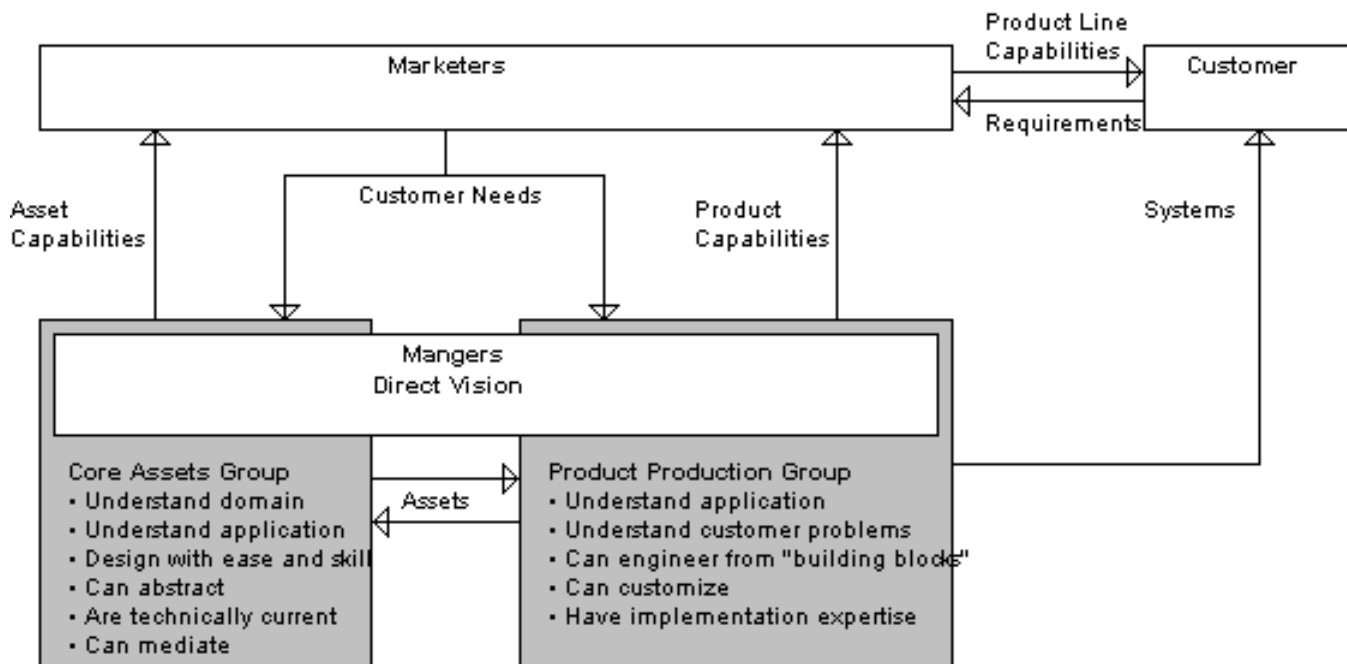 Product Line
Capabilities
Marketers
Customer
Requirements
Asset
Capabilities
Customer Needs
Product
Capabilities
Systems
Mangers
Direct Vision
Core Assets Group
• Understand domain
• Understand application
• Design with ease and skill
• Can abstract
• Are technically current
• Can mediate
Assets
Product Production Group
• Understand application
• Understand customer problems
• Can engineer from "building blocks"
• Can customize
• Have implementation expertise